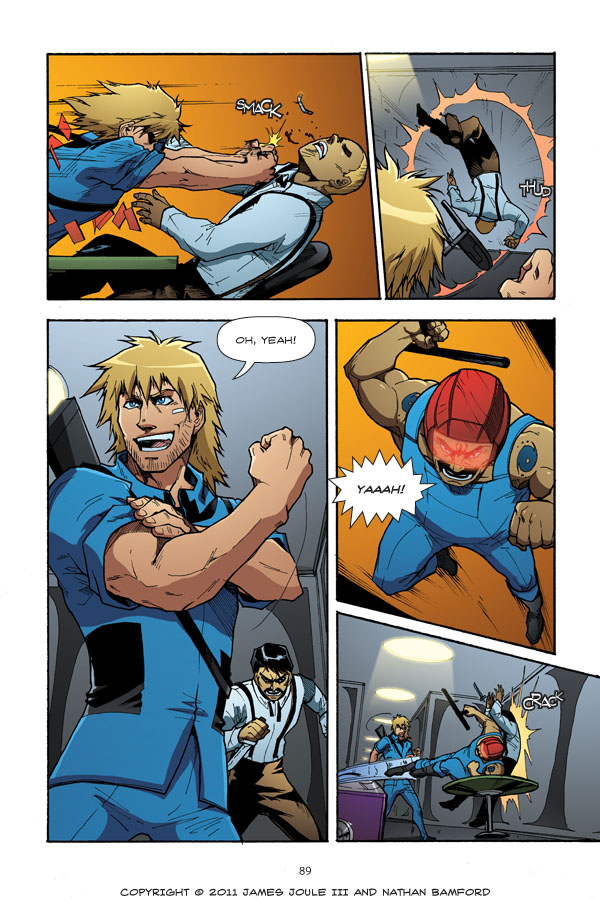 SMACK
THUD
OH, YEAH!
YAAAH!
CRACK
89
COPYRIGHT © 2011 JAMES JOULE III AND NATHAN BAMFORD